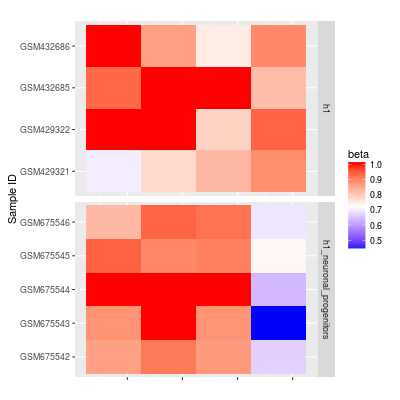 Sample ID
GSM432686
GSM432685
GSM429322
GSM429321
h1
GSM675546
GSM675545
GSM675544
GSM675543
GSM675542
h1_neuronal_progenitors
beta
1.0
0.9
0.8
0.7
0.6
0.5